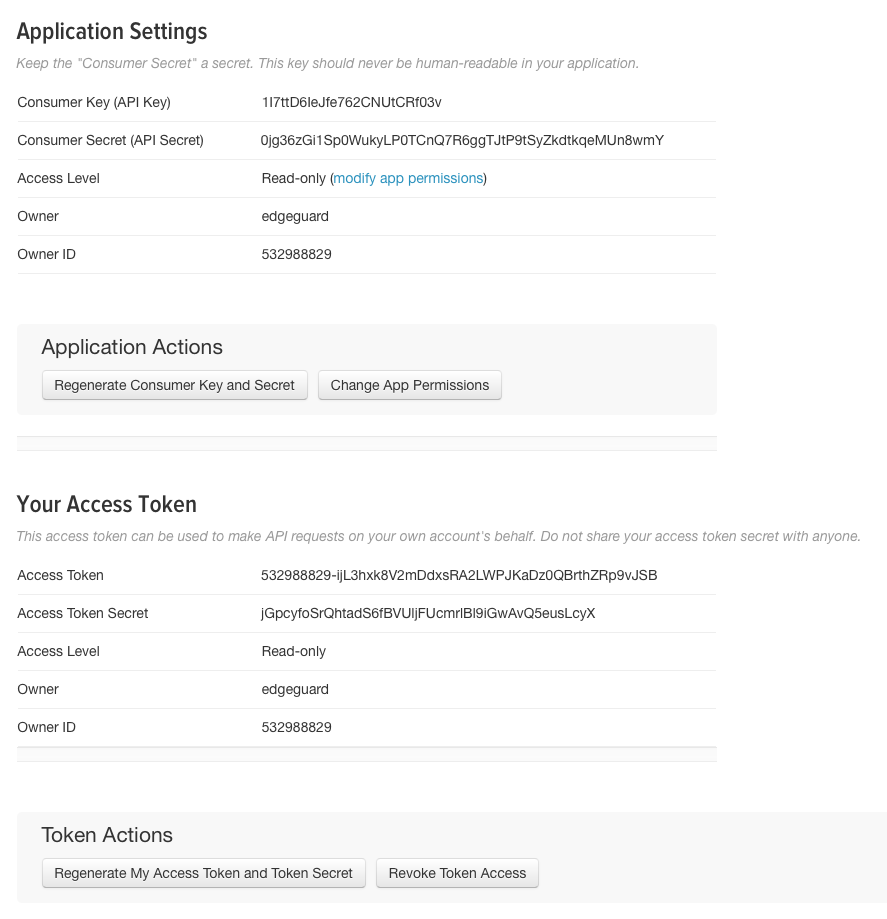 Application Settings
Keep the "Consumer Secret" a secret. This key should never be human-readable in your application.
Consumer Key (API Key)
Consumer Secret (API Secret) 0jg36zGi1Sp0WukyLP0TCnQ7R6ggTJtP9tSyZkdtkqeMUn8wmY
Access Level Read-only (modify app permissions)
Owner edgeguard
Owner ID 532988829
Application Actions
Regenerate Consumer Key and Secret Change App Permissions
Your Access Token
This access token can be used to make API requests on your own account's behalf. Do not share your access token secret with anyone.
Access Token 532988829-ijL3hxk8V2mDdxsRA2LWPJKaDz0QBrthZRp9vJSB
Access Token Secret
Access Level Read-only
Owner edgeguard
Owner ID 532988829
Token Actions
Regenerate My Access Token and Token Secret Revoke Token Access